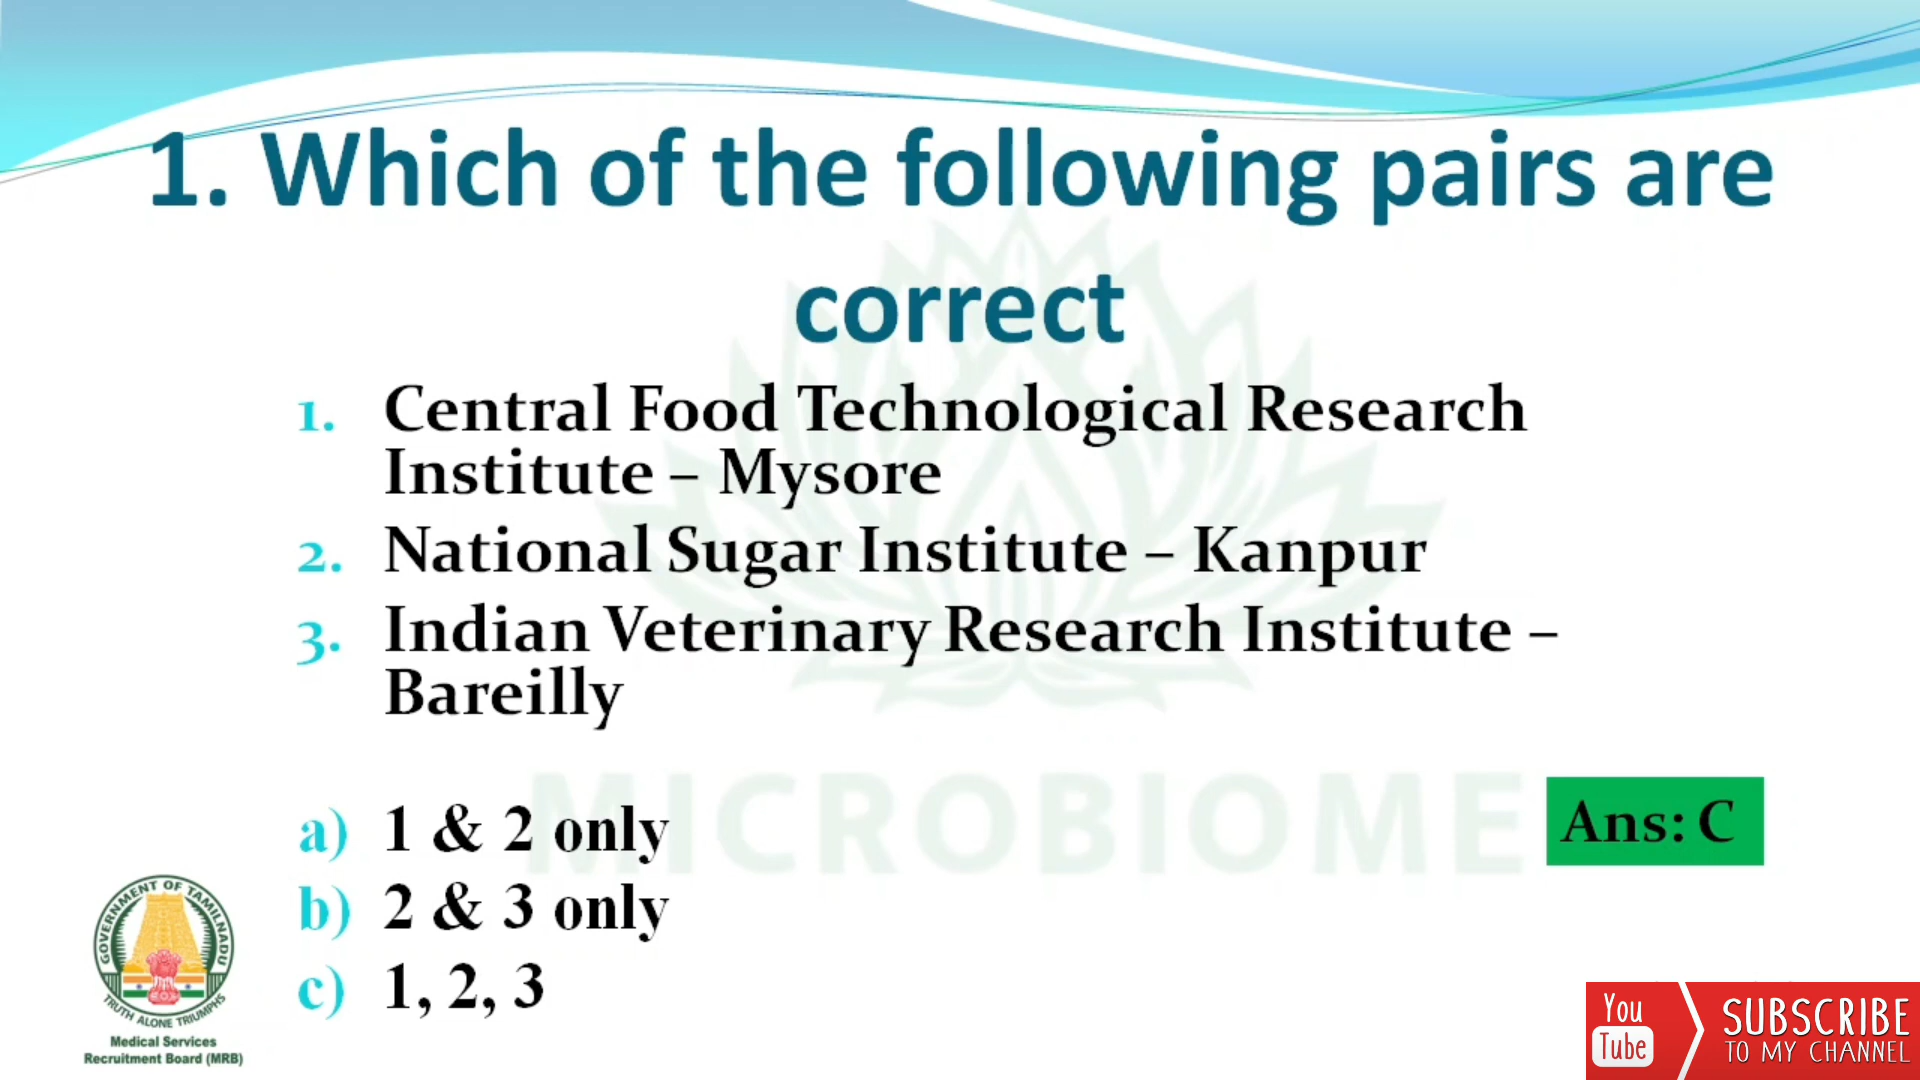 1. Which of the following pairs are
correct
1. Central Food Technological Research
Institute – Mysore
2. National Sugar Institute – Kanpur
3. Indian Veterinary Research Institute –
Bareilly
MICROBIOME
a) 1 & 2 only
Ans: C
b) 2 & 3 only
c) 1, 2, 3
GOVERNMENT OF TAMILNADU
TRUTH ALONE TRIUMPHS
Medical Services
Recruitment Board (MRB)
You
Tube
SUBSCRIBE
TO MY CHANNEL